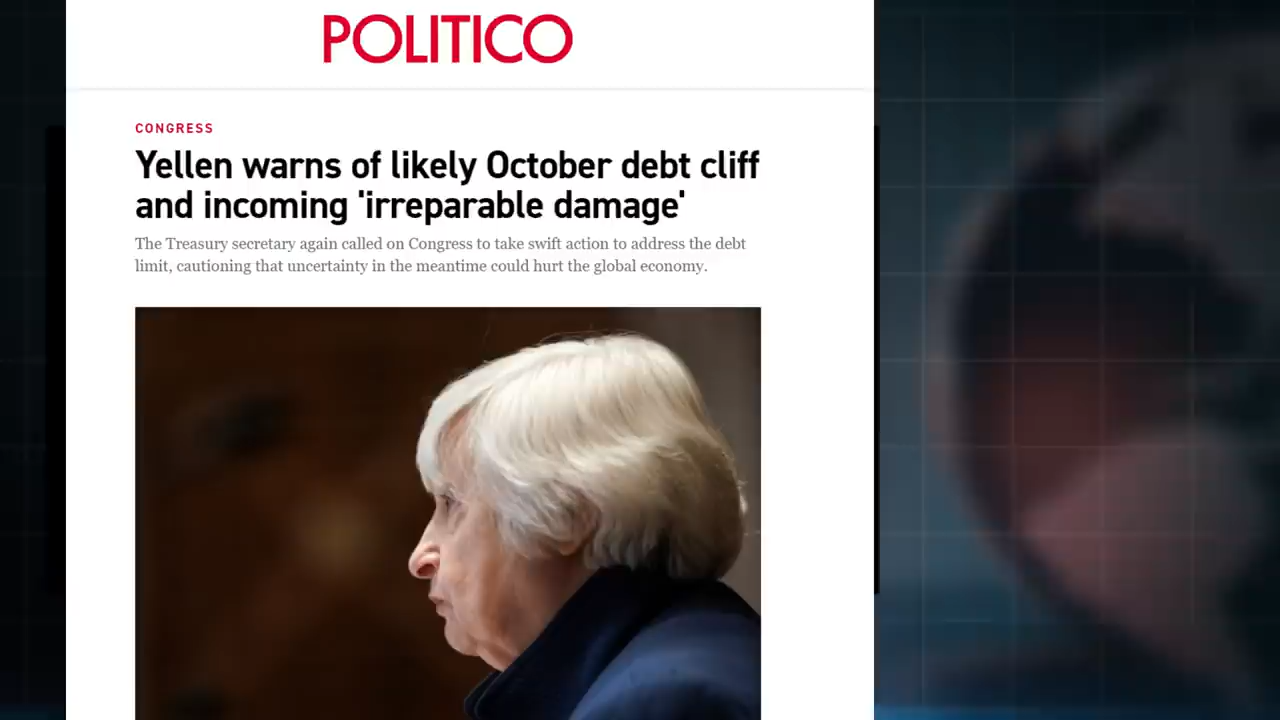 POLITICO
CONGRESS
Yellen warns of likely October debt cliff
and incoming 'irreparable damage'
The Treasury secretary again called on Congress to take swift action to address the debt
limit, cautioning that uncertainty in the meantime could hurt the global economy.